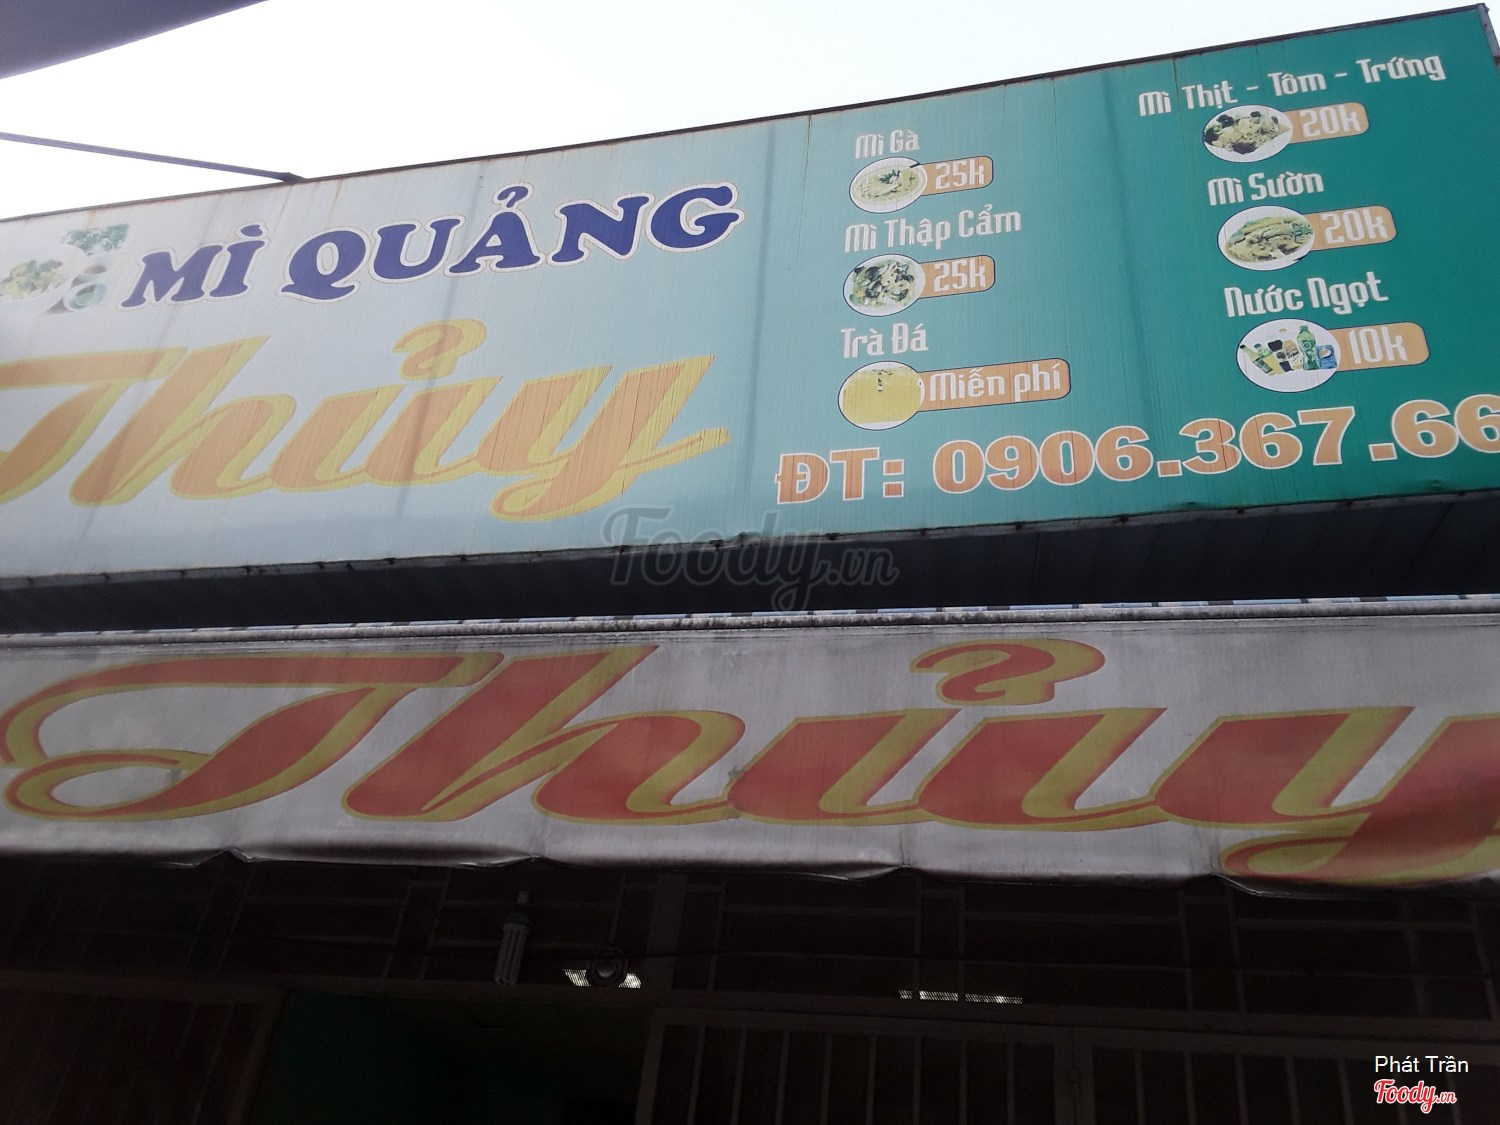 MÌ QUẢNG
Thủy
Mì Gà
25k
Mì Thập Cẩm
25k
Trà Đá
Miễn phí
Mì Thịt - Tôm - Trứng
20k
Mì Sườn
20k
Nước Ngọt
10k
ĐT: 0906.367.66
Foody.vn
Thủy
Phát Trần
Foody.vn